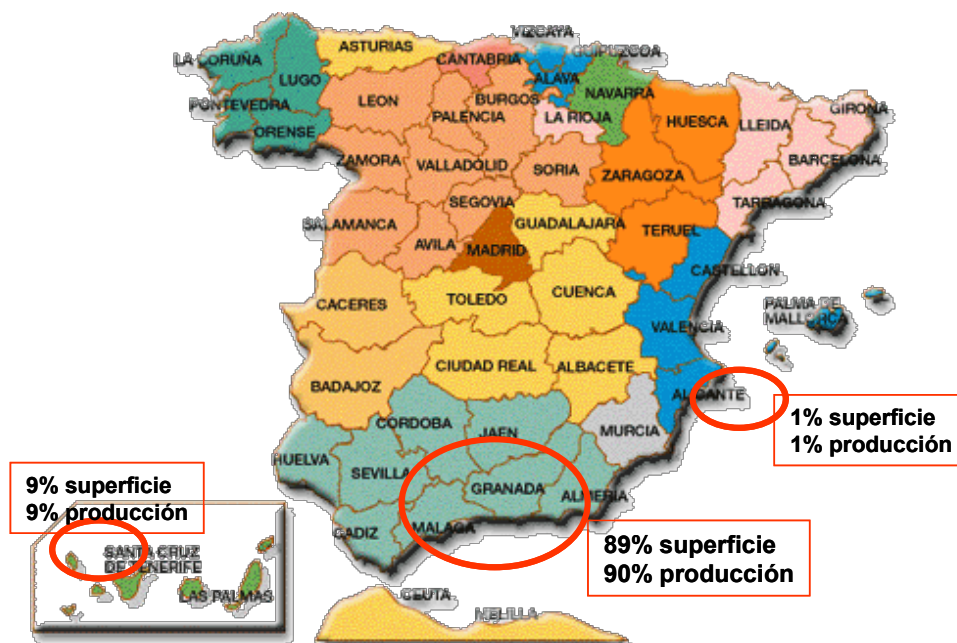 VIZCAYA
ASTURIAS
GUIPUZCOA
LA CORUÑA
CANTABRIA
LUGO
ALAVA
NAVARRA
PONTEVEDRA
LEON
BURGOS
PALENCIA
LA RIOJA
HUESCA
LLEIDA
GIRONA
ORENSE
ZAMORA
VALLADOLID
SORIA
ZARAGOZA
BARCELONA
SEGOVIA
TARRAGONA
SALAMANCA
GUADALAJARA
TERUEL
AVILA
MADRID
CASTELLON
CACERES
TOLEDO
CUENCA
PALMA DE
MALLORCA
VALENCIA
CIUDAD REAL
ALBACETE
BADAJOZ
ALICANTE
1% superficie
1% producción
CORDOBA
JAEN
MURCIA
HUELVA
SEVILLA
GRANADA
ALMERIA
9% superficie
9% producción
CADIZ
MALAGA
89% superficie
90% producción
SANTA CRUZ
DE TENERIFE
LAS PALMAS
CEUTA
MELILLA